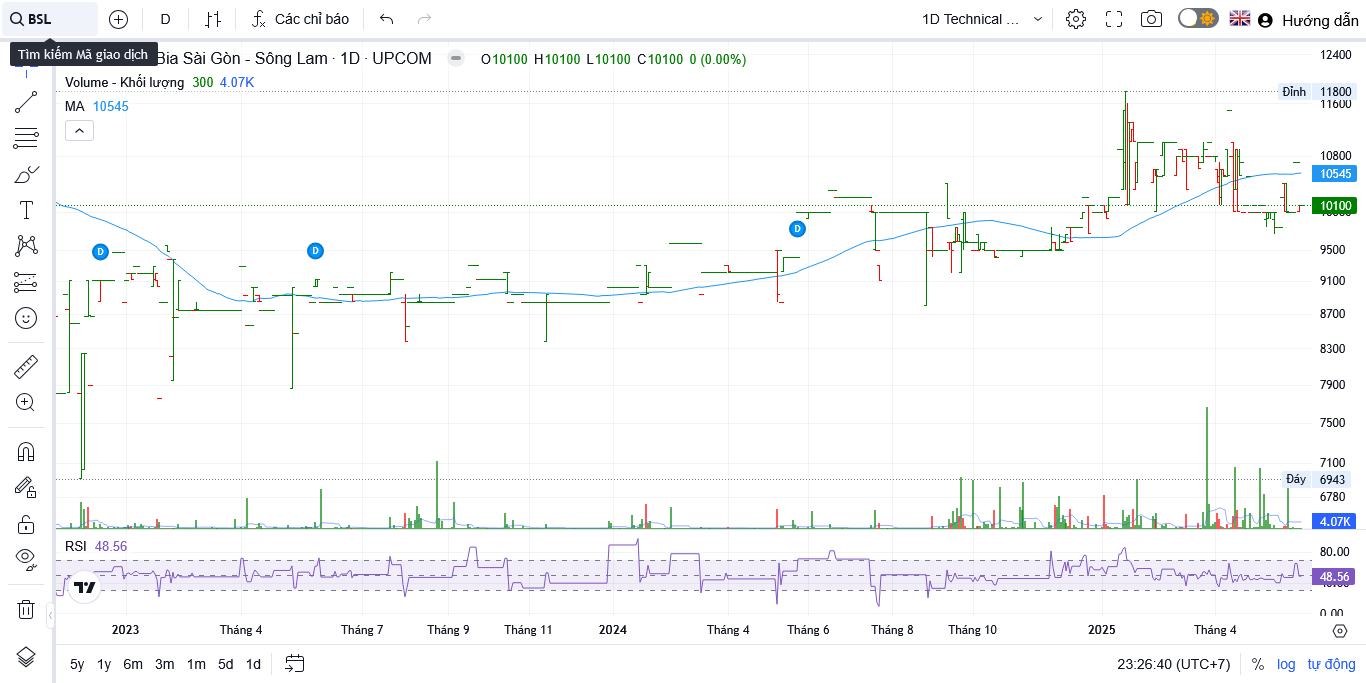 BSL
D
Các chỉ báo
1D Technical ...
Hướng dẫn
Tìm kiếm Mã giao dịch
Bia Sài Gòn - Sông Lam · 1D · UPCOM
O10100 H10100 L10100 C10100 0 (0.00%)
Volume - Khối lượng 300 4.07K
MA 10545
12400
Đỉnh 11800
11600
10800
10545
10100
10000
9500
9100
8700
8300
7900
7500
7100
Đáy 6943
6780
4.07K
D
D
D
RSI 48.56
80.00
48.56
0.00
2023 Tháng 4 Tháng 7 Tháng 9 Tháng 11 2024 Tháng 4 Tháng 6 Tháng 8 Tháng 10 2025 Tháng 4
5y 1y 6m 3m 1m 5d 1d
23:26:40 (UTC+7) % log tự động